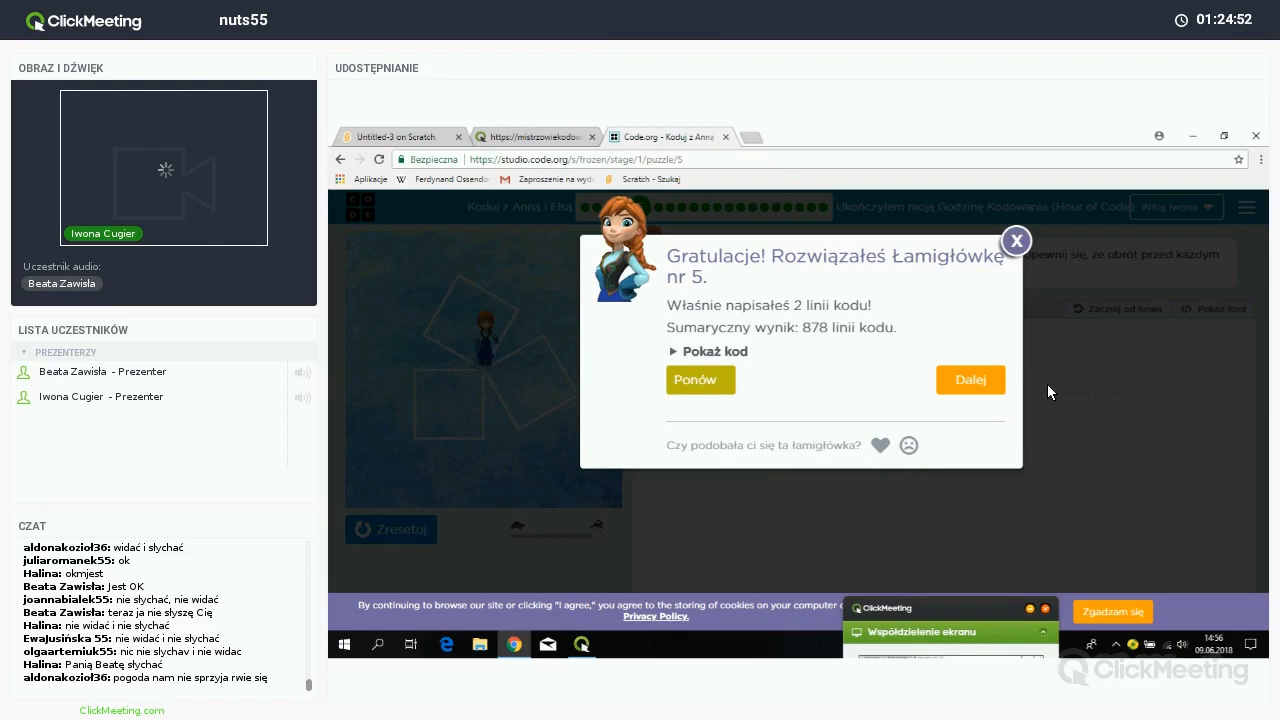 ClickMeeting
nuts55
01:24:52
OBRAZ I DŹWIĘK
Iwona Cugier
Uczestnik audio:
Beata Zawisła
LISTA UCZESTNIKÓW
PREZENTERZY
Beata Zawisła - Prezenter
Iwona Cugier - Prezenter
CZAT
aldonakozioł36: widać i słychać
juliaromanek55: ok
Halina: okmjest
Beata Zawisła: Jest OK
joannabialek55: nie słychać, nie widać
Beata Zawisła: teraz ja nie słyszę Cię
Halina: nie widać i nie słychać
EwaJusińska 55: nie widać i nie słychać
olgaartemiuk55: nic nie slychav i nie widac
Halina: Panią Beatę słychać
aldonakozioł36: pogoda nam nie sprzyja rwie się
ClickMeeting.com
UDOSTĘPNIANIE
Untitled-3 on Scratch
https://mistrzowiekodow
Code.org - Koduj z Anną
Bezpieczna
https://studio.code.org/s/frozen/stage/1/puzzle/5
Aplikacje
Ferdynand Ossendo
Zaproszenie na wyd
Scratch - Szukaj
C O
D E
Koduj z Anną i Elsą
Ukończyłem moją Godzinę Kodowania (Hour of Code)
Witaj Iwona
opewnij się, że obrót przed każdym
Zacznij od nowa
Pokaż Kod
Gratulacje! Rozwiązałeś Łamigłówkę
nr 5.
X
Właśnie napisałeś 2 linii kodu!
Sumaryczny wynik: 878 linii kodu.
Pokaż kod
Ponów
Dalej
Czy podobała ci się ta łamigłówka?
Zresetuj
By continuing to browse our site or clicking "I agree," you agree to the storing of cookies on your computer
Privacy Policy.
Zgadzam się
ClickMeeting
Współdzielenie ekranu
14:56
09.06.2018
ClickMeeting